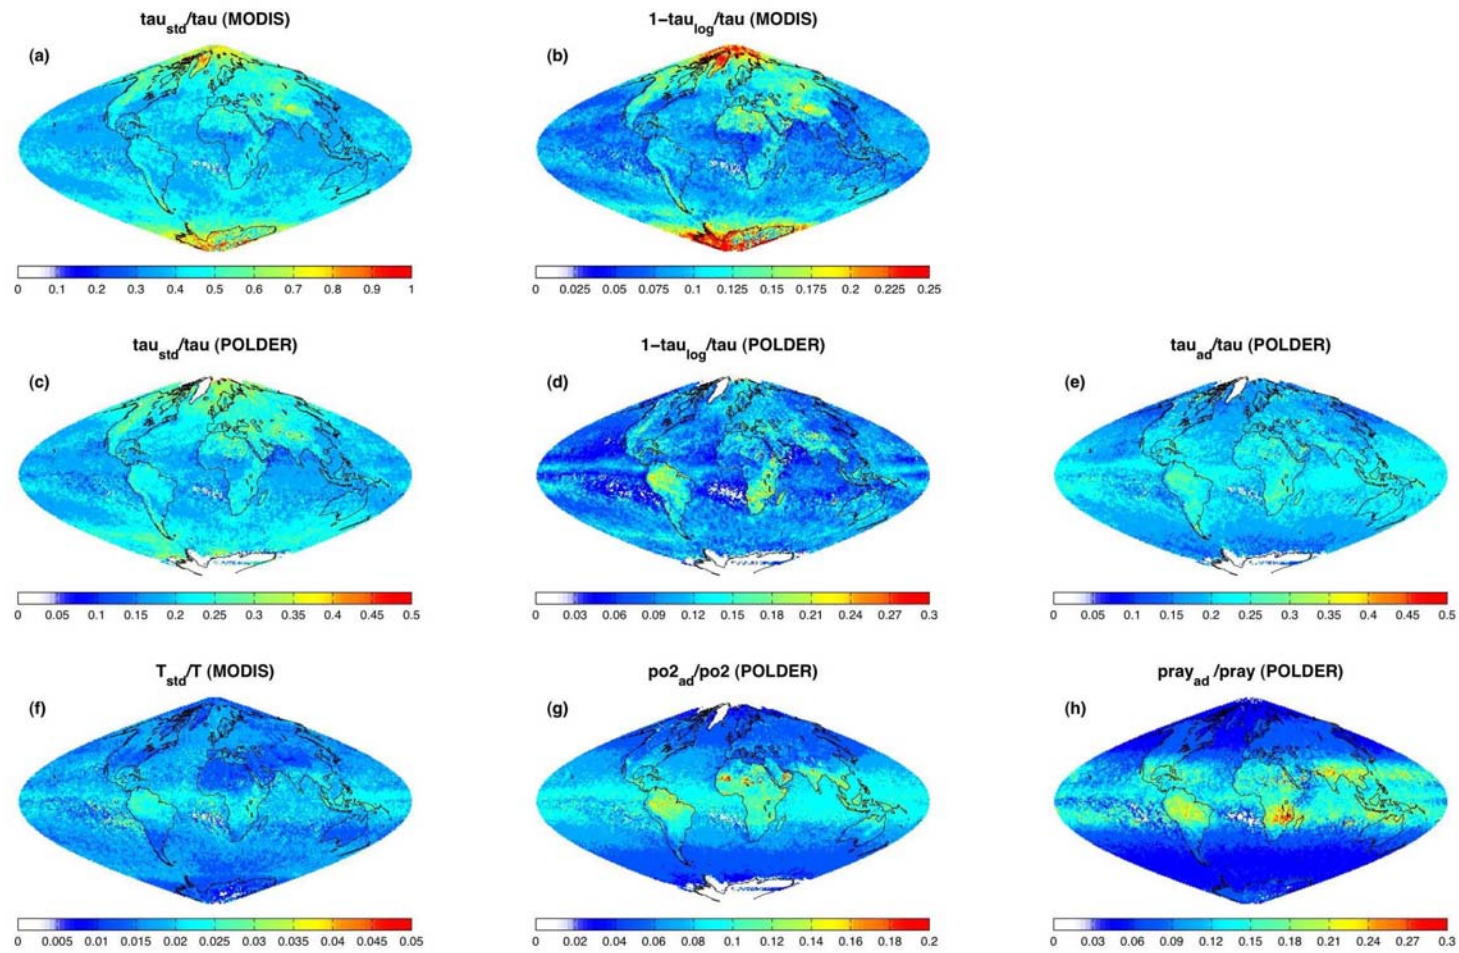 tau_std/tau (MODIS)
1−tau_log/tau (MODIS)
(a)
(b)
0 0.1 0.2 0.3 0.4 0.5 0.6 0.7 0.8 0.9 1
0 0.025 0.05 0.075 0.1 0.125 0.15 0.175 0.2 0.225 0.25
tau_std/tau (POLDER)
1−tau_log/tau (POLDER)
tau_ad/tau (POLDER)
(c)
(d)
(e)
0 0.05 0.1 0.15 0.2 0.25 0.3 0.35 0.4 0.45 0.5
0 0.03 0.06 0.09 0.12 0.15 0.18 0.21 0.24 0.27 0.3
0 0.05 0.1 0.15 0.2 0.25 0.3 0.35 0.4 0.45 0.5
T_std/T (MODIS)
po2_ad/po2 (POLDER)
pray_ad /pray (POLDER)
(f)
(g)
(h)
0 0.005 0.01 0.015 0.02 0.025 0.03 0.035 0.04 0.045 0.05
0 0.02 0.04 0.06 0.08 0.1 0.12 0.14 0.16 0.18 0.2
0 0.03 0.06 0.09 0.12 0.15 0.18 0.21 0.24 0.27 0.3